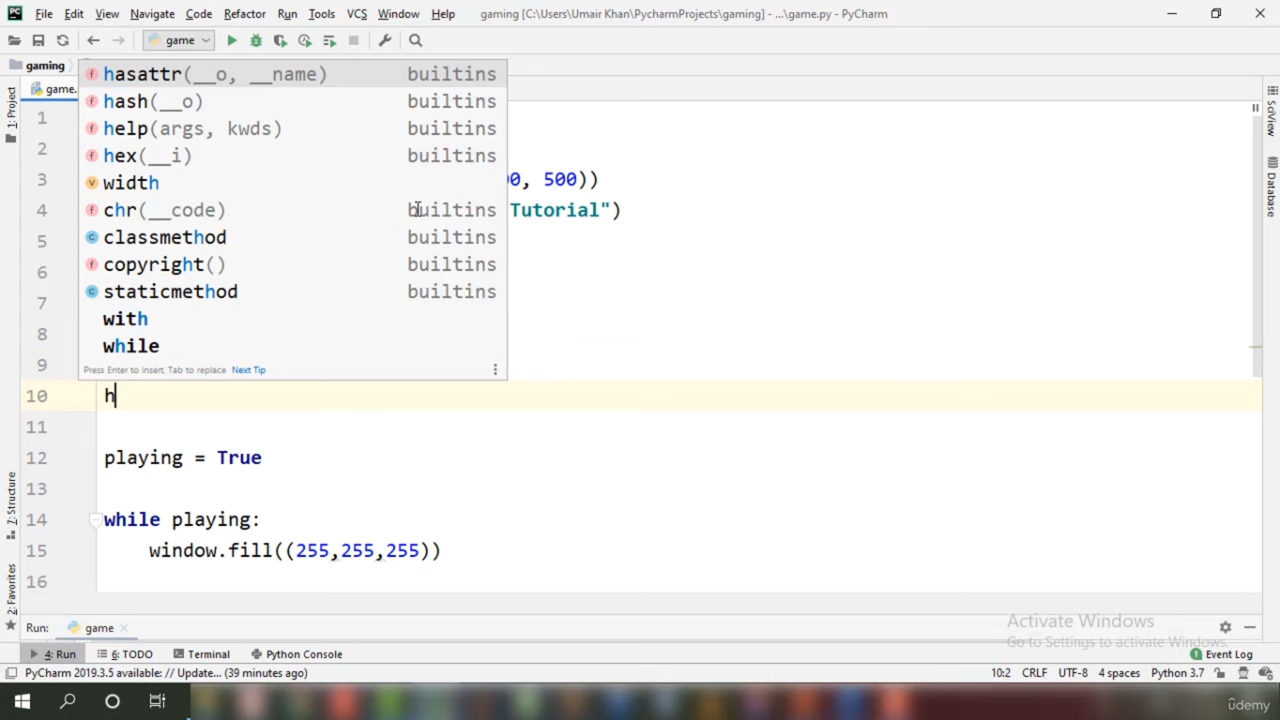 File Edit View Navigate Code Refactor Run Tools VCS Window Help gaming [C:\Users\Umair Khan\PycharmProjects\gaming] - ...\game.py - PyCharm
game
gaming
game.
1: Project
SciView
Database
hasattr(__o, __name) builtins
hash(__o) builtins
help(args, kwds) builtins
hex(__i) builtins
width
chr(__code) builtins
classmethod builtins
copyright() builtins
staticmethod builtins
with
while
Press Enter to insert, Tab to replace Next Tip
1
2
3 0, 500))
4 Tutorial")
5
6
7
8
9
10 h
11
12 playing = True
13
14 while playing:
15 window.fill((255,255,255))
16
7: Structure
2: Favorites
Activate Windows
Go to Settings to activate Windows.
Run: game
4: Run 6: TODO Terminal Python Console 1 Event Log
PyCharm 2019.3.5 available: // Update... (39 minutes ago) 10:2 CRLF UTF-8 4 spaces Python 3.7
ûdemy